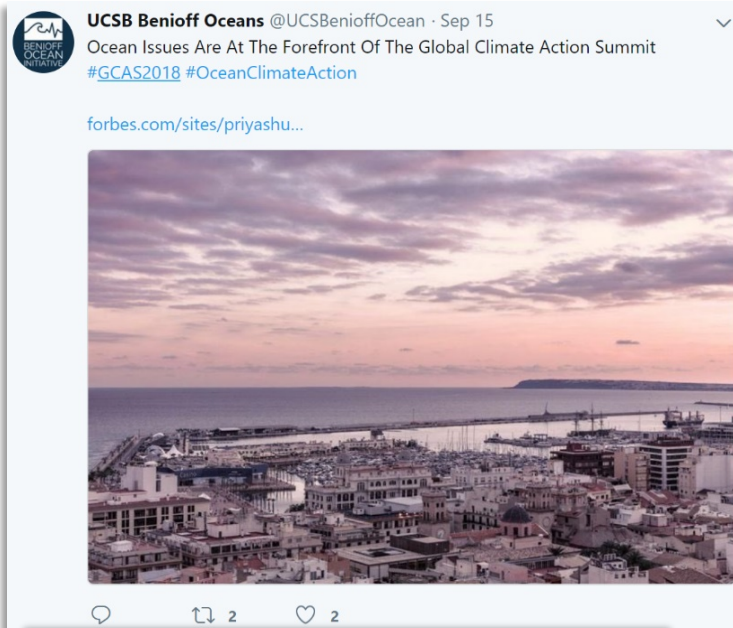 BENIOFF
OCEAN
INITIATIVE
UCSB Benioff Oceans @UCSBenioffOcean · Sep 15
Ocean Issues Are At The Forefront Of The Global Climate Action Summit
#GCAS2018 #OceanClimateAction
forbes.com/sites/priyashu...
2 2